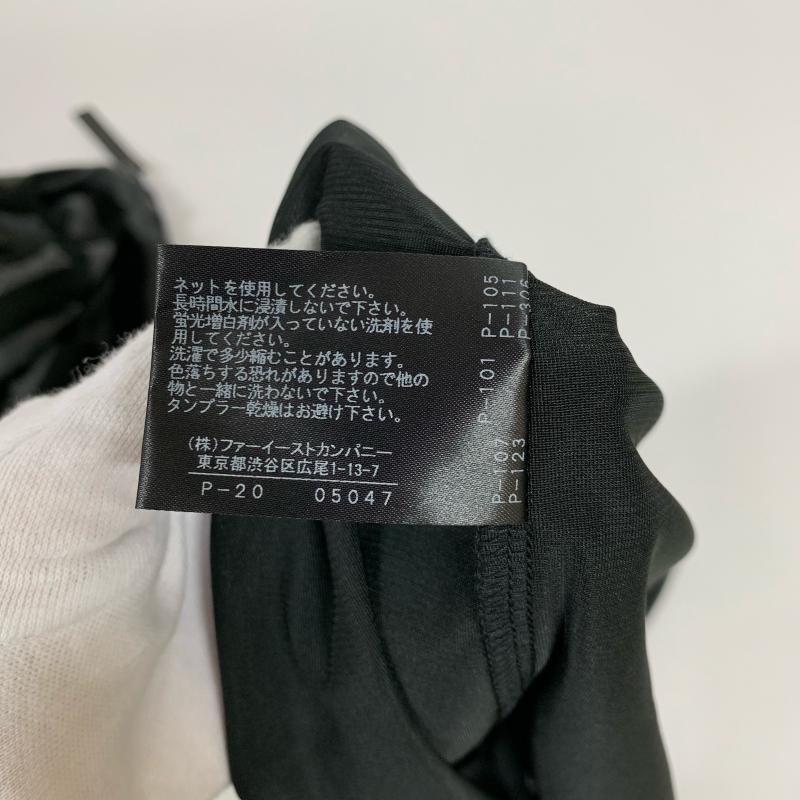 ネットを使用してください。
長時間水に浸漬しないで下さい。
蛍光増白剤が入っていない洗剤を使
用してください。
洗濯で多少縮むことがあります。
色落ちする恐れがありますので他の
物と一緒に洗わないで下さい。
タンブラー乾燥はお避け下さい。
(株)ファーイーストカンパニー
東京都渋谷区広尾1-13-7
P-20 05047
P-107 P-101 P-105
P-123 P-111
P-306